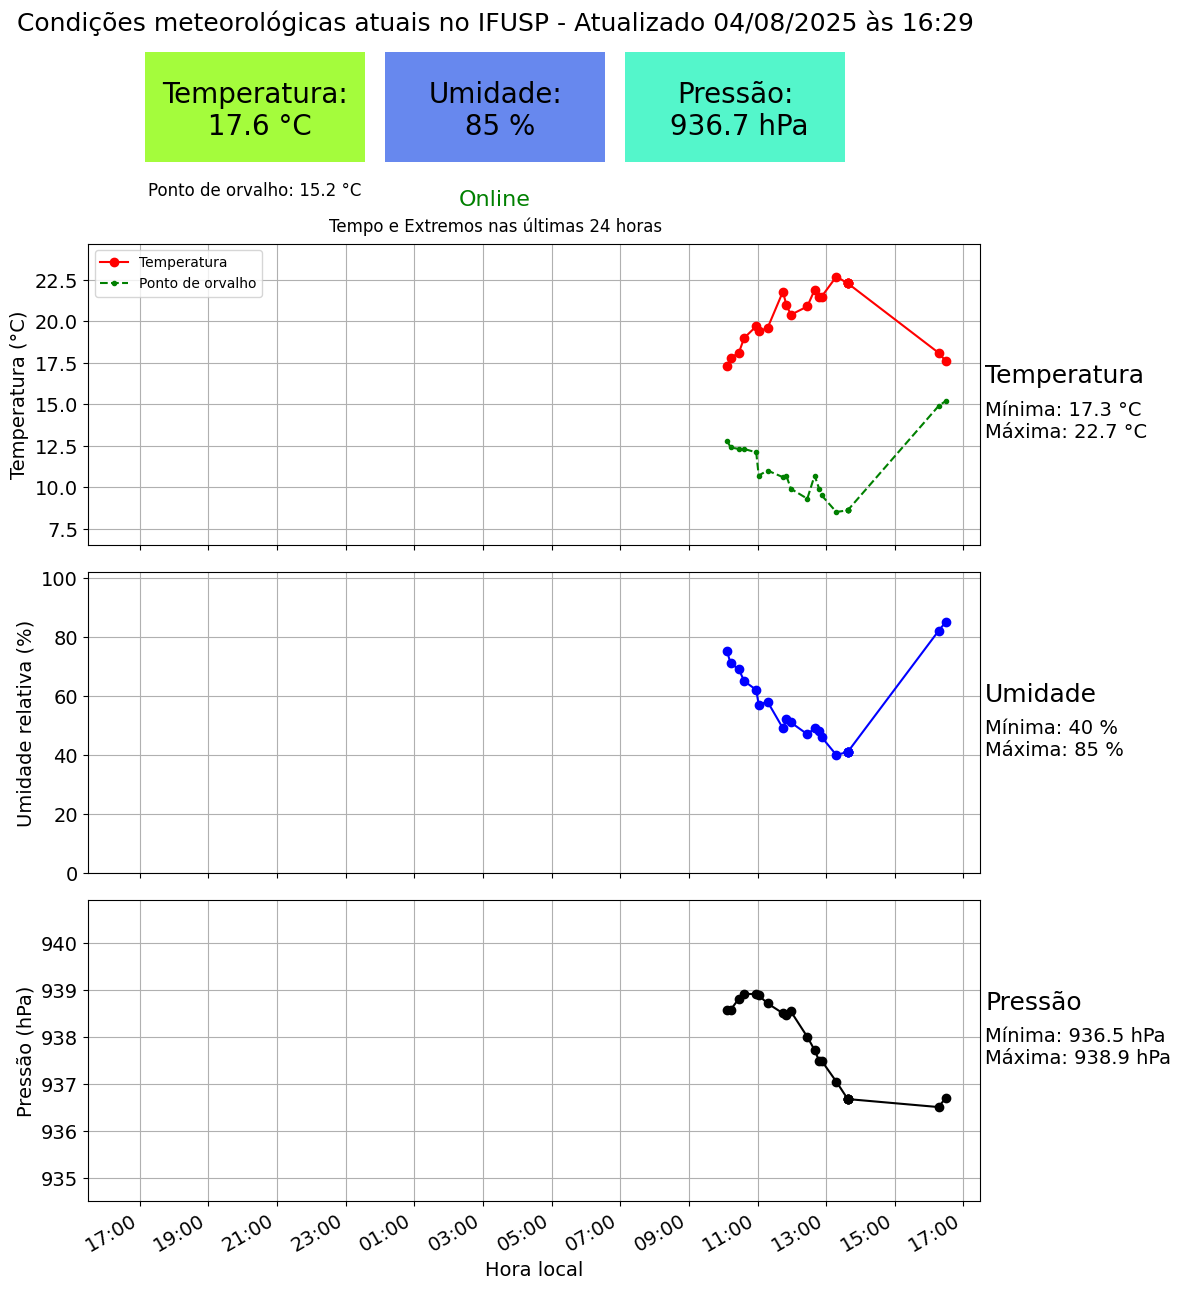 Condições meteorológicas atuais no IFUSP - Atualizado 04/08/2025 às 16:29
Temperatura:
17.6 °C
Umidade:
85 %
Pressão:
936.7 hPa
Ponto de orvalho: 15.2 °C
Online
Tempo e Extremos nas últimas 24 horas
Temperatura
Ponto de orvalho
Temperatura (°C)
22.5
20.0
17.5
15.0
12.5
10.0
7.5
Temperatura
Mínima: 17.3 °C
Máxima: 22.7 °C
Umidade relativa (%)
100
80
60
40
20
0
Umidade
Mínima: 40 %
Máxima: 85 %
Pressão (hPa)
940
939
938
937
936
935
Pressão
Mínima: 936.5 hPa
Máxima: 938.9 hPa
17:00 19:00 21:00 23:00 01:00 03:00 05:00 07:00 09:00 11:00 13:00 15:00 17:00
Hora local